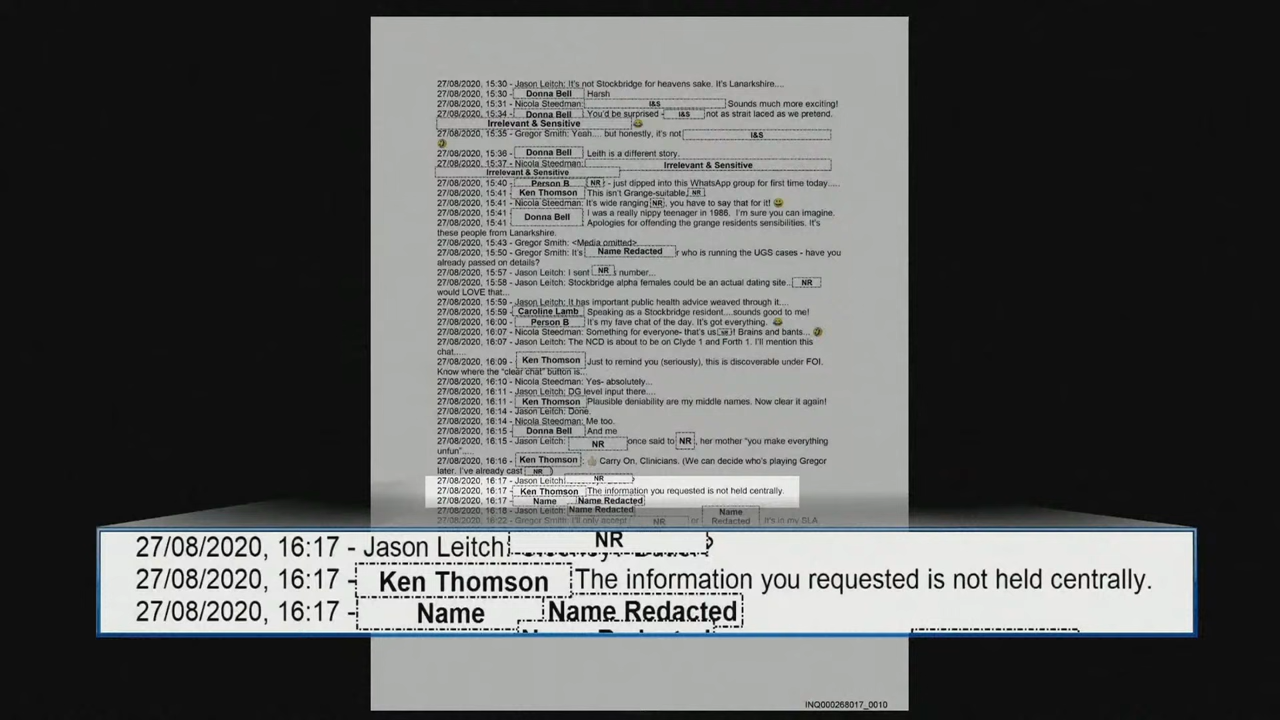 27/08/2020, 15:30 - Jason Leitch: It's not Stockbridge for heavens sake. It's Lanarkshire....
27/08/2020, 15:30 - Donna Bell Harsh
27/08/2020, 15:31 - Nicola Steedman: I&S Sounds much more exciting!
27/08/2020, 15:34 - Donna Bell You'd be surprised - I&S not as strait laced as we pretend.
Irrelevant & Sensitive 😂
27/08/2020, 15:35 - Gregor Smith: Yeah.... but honestly, it's not I&S
🤣
27/08/2020, 15:36 - Donna Bell Leith is a different story.
27/08/2020, 15:37 - Nicola Steedman: Irrelevant & Sensitive
Irrelevant & Sensitive
27/08/2020, 15:40 - Person B NR - just dipped into this WhatsApp group for first time today....
27/08/2020, 15:41 Ken Thomson This isn't Grange-suitable, NR
27/08/2020, 15:41 - Nicola Steedman: It's wide ranging NR, you have to say that for it! 😀
27/08/2020, 15:41 Donna Bell I was a really nippy teenager in 1986. I'm sure you can imagine.
27/08/2020, 15:41 Apologies for offending the grange residents sensibilities. It's
these people from Lanarkshire.
27/08/2020, 15:43 - Gregor Smith: <Media omitted>
27/08/2020, 15:50 - Gregor Smith: It's Name Redacted r who is running the UGS cases - have you
already passed on details?
27/08/2020, 15:57 - Jason Leitch: I sent NR s number...
27/08/2020, 15:58 - Jason Leitch: Stockbridge alpha females could be an actual dating site.. NR
would LOVE that...
27/08/2020, 15:59 - Jason Leitch: It has important public health advice weaved through it....
27/08/2020, 15:59 - Caroline Lamb Speaking as a Stockbridge resident....sounds good to me!
27/08/2020, 16:00 - Person B It's my fave chat of the day. It's got everything. 😂
27/08/2020, 16:07 - Nicola Steedman: Something for everyone- that's us NR! Brains and bants... 🤣
27/08/2020, 16:07 - Jason Leitch: The NCD is about to be on Clyde 1 and Forth 1. I'll mention this
chat.....
27/08/2020, 16:09 - Ken Thomson Just to remind you (seriously), this is discoverable under FOI.
Know where the "clear chat" button is...
27/08/2020, 16:10 - Nicola Steedman: Yes- absolutely...
27/08/2020, 16:11 - Jason Leitch: DG level input there....
27/08/2020, 16:11 - Ken Thomson Plausible deniability are my middle names. Now clear it again!
27/08/2020, 16:14 - Jason Leitch: Done.
27/08/2020, 16:14 - Nicola Steedman: Me too.
27/08/2020, 16:15 - Donna Bell And me
27/08/2020, 16:15 - Jason Leitch: NR once said to NR, her mother "you make everything
unfun"....
27/08/2020, 16:16 - Ken Thomson: 👍 Carry On, Clinicians. (We can decide who's playing Gregor
later. I've already cast NR)
27/08/2020, 16:17 - Jason Leitch: NR
27/08/2020, 16:17 - Ken Thomson The information you requested is not held centrally.
27/08/2020, 16:17 - Name Name Redacted
27/08/2020, 16:18 - Jason Leitch: Name Redacted
27/08/2020, 16:22 - Gregor Smith: I'll only accept NR or Name Redacted It's in my SLA
27/08/2020, 16:17 - Jason Leitch: NR
27/08/2020, 16:17 - Ken Thomson The information you requested is not held centrally.
27/08/2020, 16:17 - Name Name Redacted
INQ000268017_0010